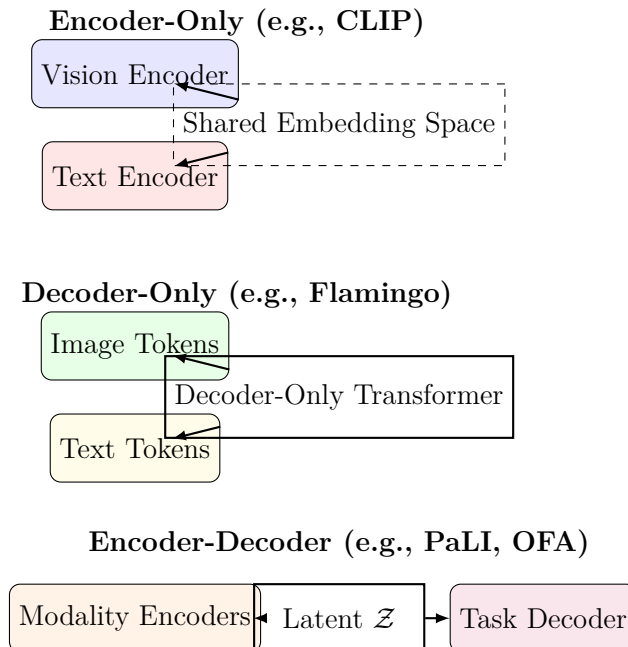 Encoder-Only (e.g., CLIP)
Vision Encoder
Shared Embedding Space
Text Encoder
Decoder-Only (e.g., Flamingo)
Image Tokens
Decoder-Only Transformer
Text Tokens
Encoder-Decoder (e.g., PaLI, OFA)
Modality Encoders Latent 𝒵 Task Decoder